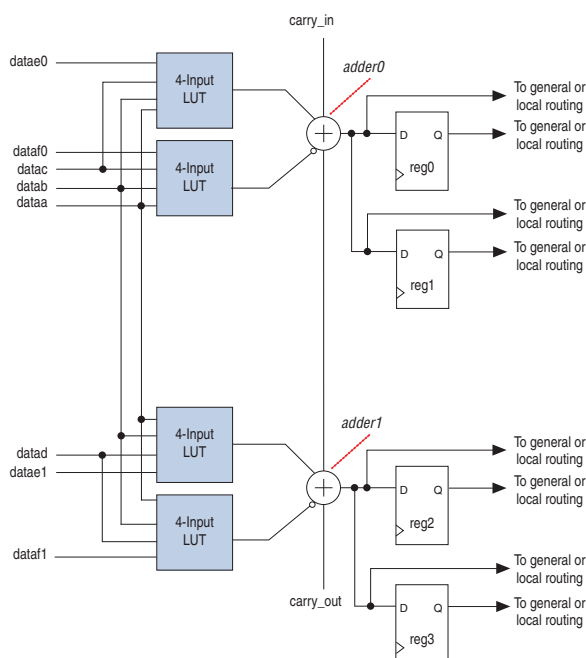 carry_in
datae0
4-Input
LUT
adder0
To general or
local routing
D Q
reg0
To general or
local routing
dataf0
datac
datab
dataa
4-Input
LUT
To general or
local routing
D Q
reg1
To general or
local routing
4-Input
LUT
adder1
datad
datae1
To general or
local routing
D Q
reg2
To general or
local routing
4-Input
LUT
dataf1
carry_out
To general or
local routing
D Q
reg3
To general or
local routing